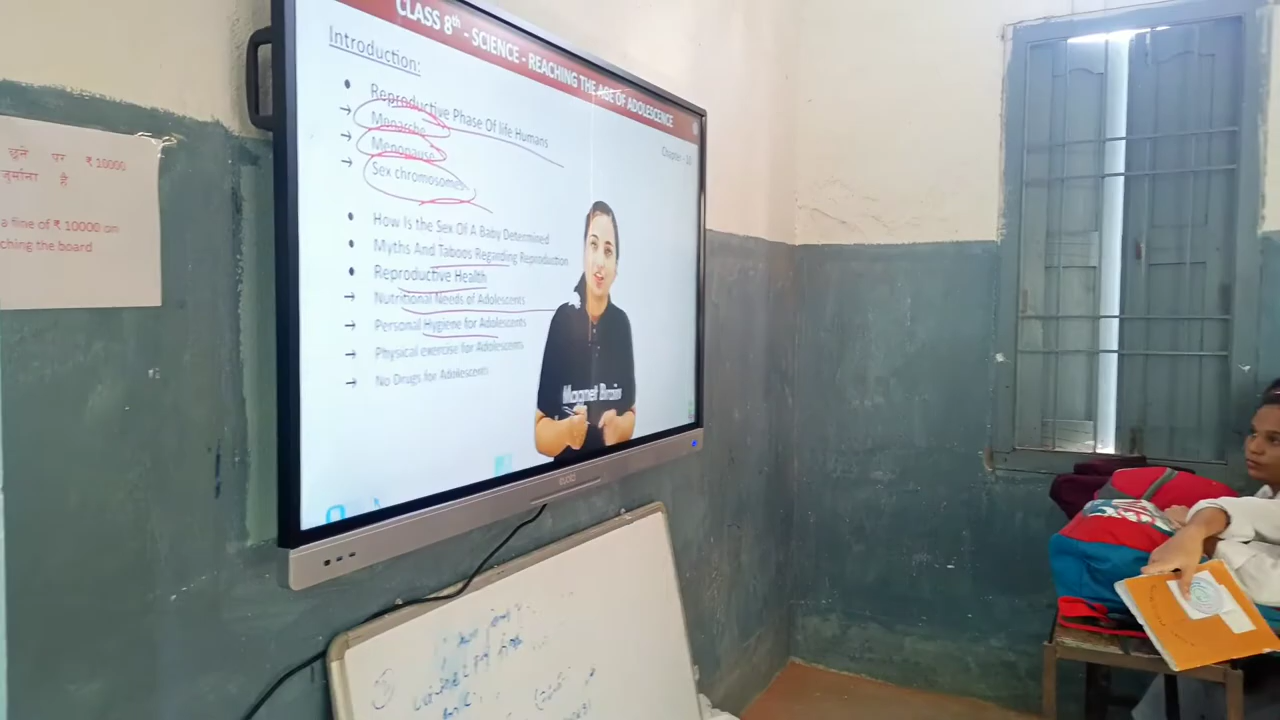 छूने पर ₹ 10000
जुर्माना है
a fine of ₹ 10000 on
ching the board
CLASS 8th - SCIENCE - REACHING THE AGE OF ADOLESCENCE
Chapter - 10
Introduction:
• Reproductive Phase Of life Humans
→ Menarche
→ Menopause
→ Sex chromosomes
• How Is the Sex Of A Baby Determined
• Myths And Taboos Regarding Reproduction
• Reproductive Health
→ Nutritional Needs of Adolescents
→ Personal Hygiene for Adolescents
→ Physical exercise for Adolescents
→ No Drugs for Adolescents
Magnet Brain